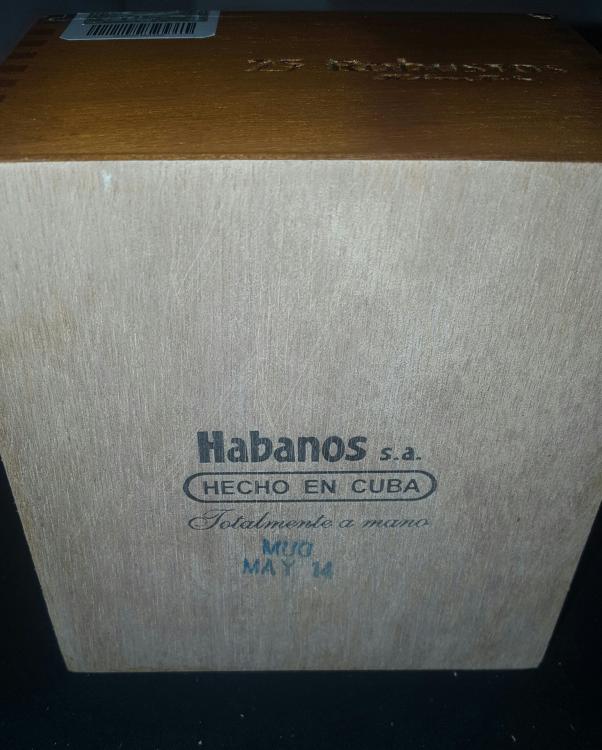 25 Robustos
Habanos s.a.
HECHO EN CUBA
Totalmente a mano
MUO
MAY 14